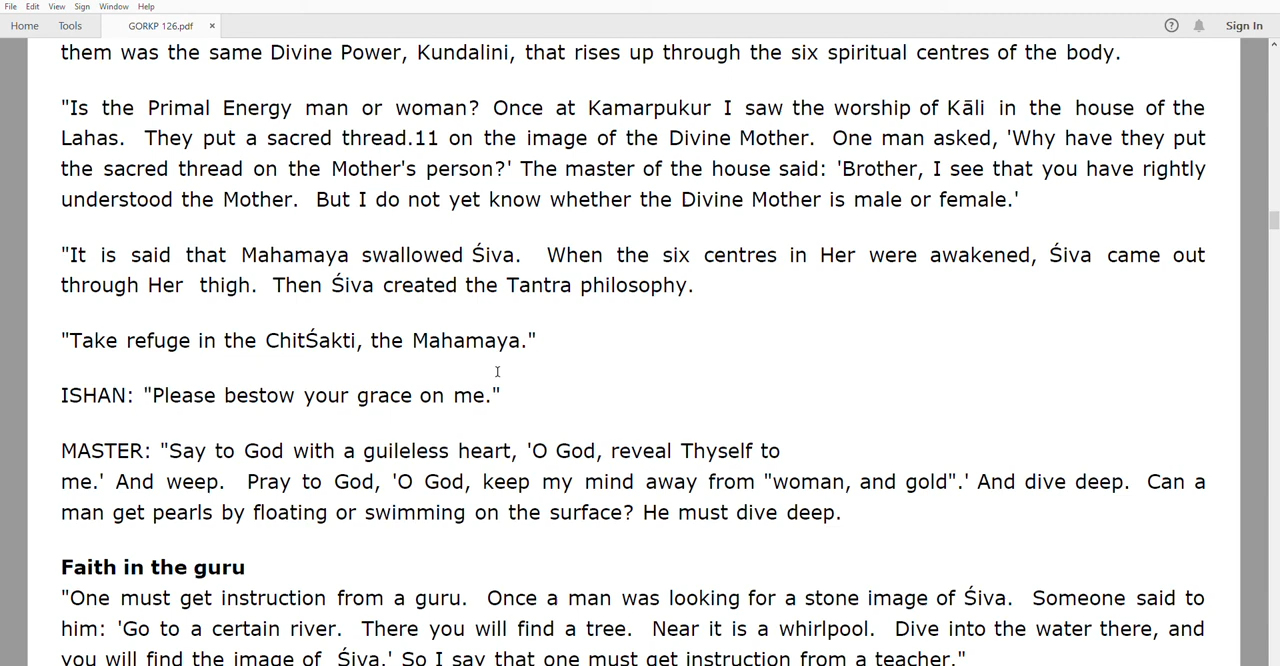 File Edit View Sign Window Help
Home Tools GORKP 126.pdf × ? Sign In
them was the same Divine Power, Kundalini, that rises up through the six spiritual centres of the body.
"Is the Primal Energy man or woman? Once at Kamarpukur I saw the worship of Kāli in the house of the
Lahas. They put a sacred thread.11 on the image of the Divine Mother. One man asked, 'Why have they put
the sacred thread on the Mother's person?' The master of the house said: 'Brother, I see that you have rightly
understood the Mother. But I do not yet know whether the Divine Mother is male or female.'
"It is said that Mahamaya swallowed Śiva. When the six centres in Her were awakened, Śiva came out
through Her thigh. Then Śiva created the Tantra philosophy.
"Take refuge in the ChitŚakti, the Mahamaya."
ISHAN: "Please bestow your grace on me."
MASTER: "Say to God with a guileless heart, 'O God, reveal Thyself to
me.' And weep. Pray to God, 'O God, keep my mind away from "woman, and gold".' And dive deep. Can a
man get pearls by floating or swimming on the surface? He must dive deep.
Faith in the guru
"One must get instruction from a guru. Once a man was looking for a stone image of Śiva. Someone said to
him: 'Go to a certain river. There you will find a tree. Near it is a whirlpool. Dive into the water there, and
you will find the image of Śiva.' So I say that one must get instruction from a teacher."